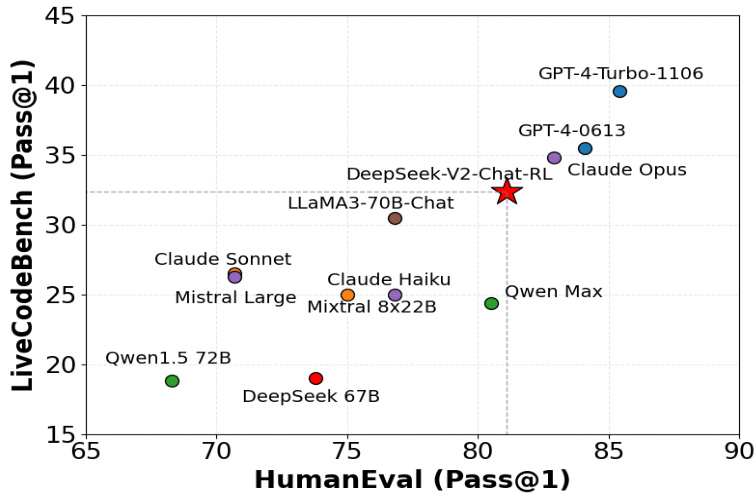 45
40
35
30
25
20
15
LiveCodeBench (Pass@1)
GPT-4-Turbo-1106
GPT-4-0613
Claude Opus
DeepSeek-V2-Chat-RL
LLaMA3-70B-Chat
Claude Sonnet
Claude Haiku
Qwen Max
Mistral Large
Mixtral 8x22B
Qwen1.5 72B
DeepSeek 67B
65 70 75 80 85 90
HumanEval (Pass@1)